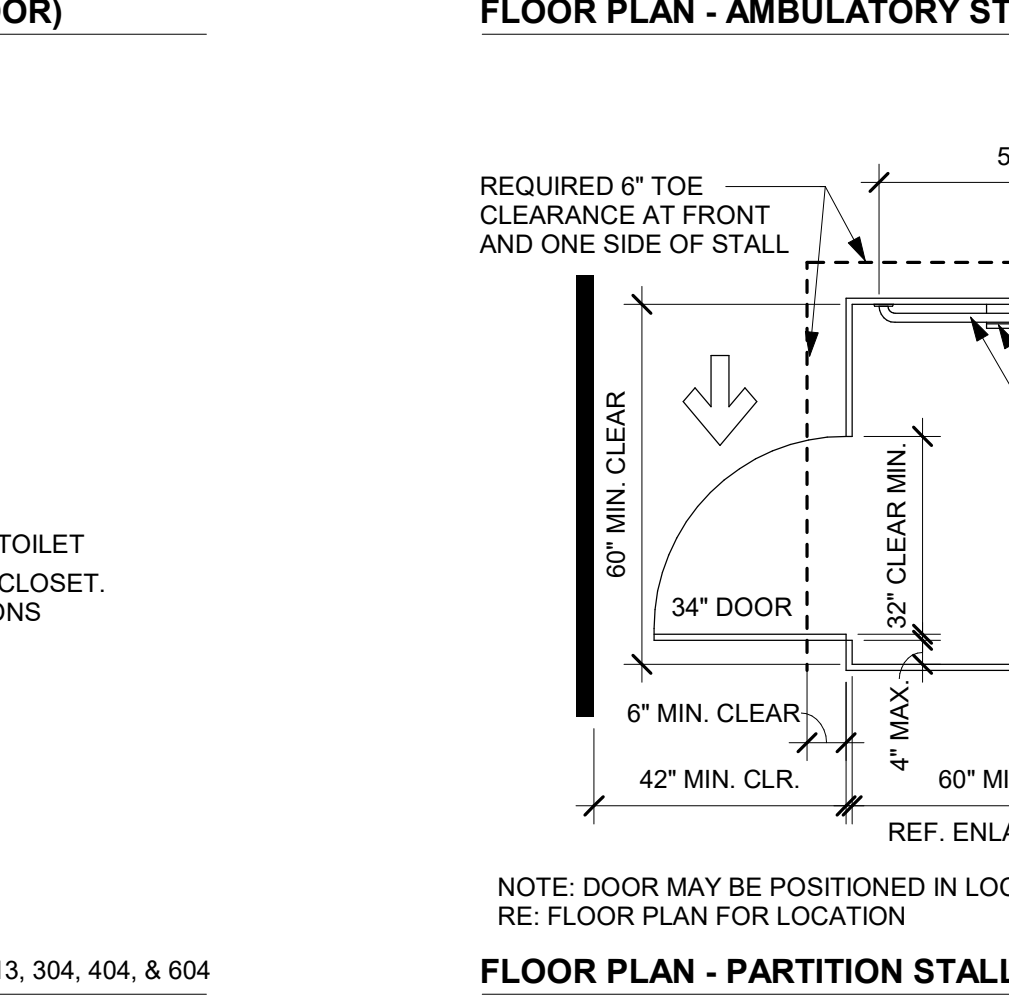 OOR)
FLOOR PLAN - AMBULATORY ST
5
REQUIRED 6" TOE
CLEARANCE AT FRONT
AND ONE SIDE OF STALL
60" MIN. CLEAR
32" CLEAR MIN.
TOILET
CLOSET.
ONS
34" DOOR
6" MIN. CLEAR
4" MAX.
42" MIN. CLR.
60" MI
REF. ENLA
NOTE: DOOR MAY BE POSITIONED IN LOC
RE: FLOOR PLAN FOR LOCATION
13, 304, 404, & 604
FLOOR PLAN - PARTITION STALL